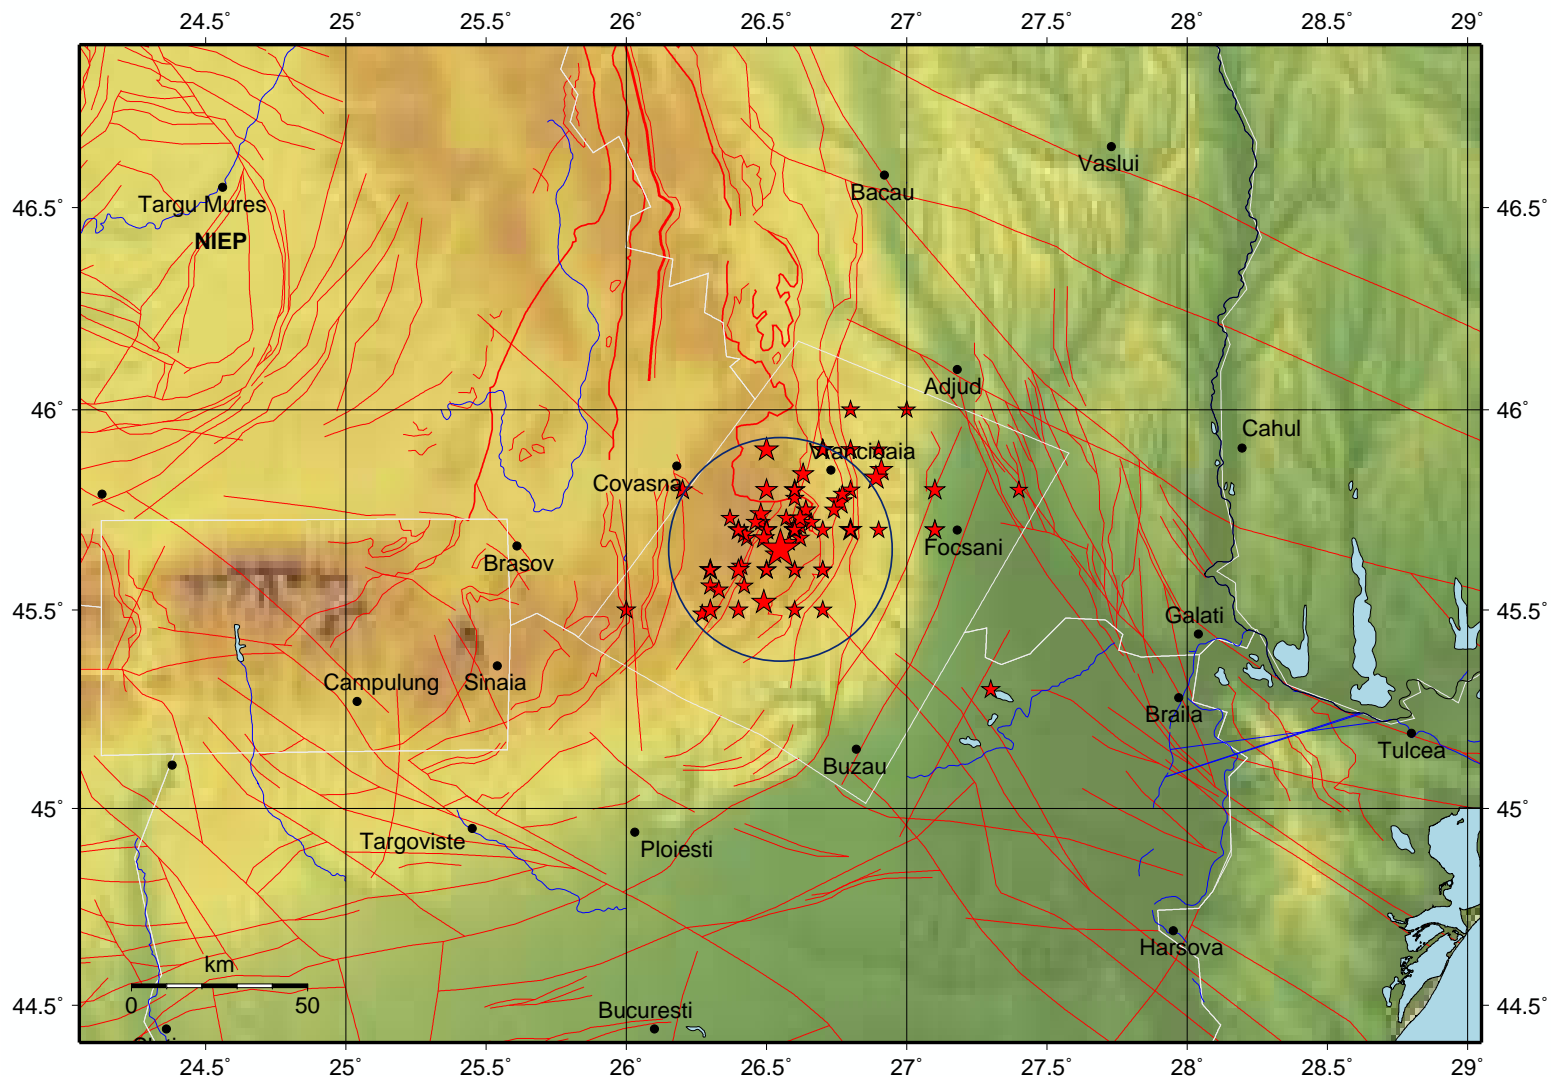 24.5˚ 25˚ 25.5˚ 26˚ 26.5˚ 27˚ 27.5˚ 28˚ 28.5˚ 29˚
Vaslui
Bacau
46.5˚ Targu Mures 46.5˚
NIEP
Adjud
46˚ 46˚
Cahul
Vrancioaia
Covasna
Focsani
Brasov
45.5˚ 45.5˚
Galati
Campulung Sinaia
Braila
Tulcea
Buzau
45˚ 45˚
Targoviste Ploiesti
Harsova
km
0 50
44.5˚ Bucuresti 44.5˚
24.5˚ 25˚ 25.5˚ 26˚ 26.5˚ 27˚ 27.5˚ 28˚ 28.5˚ 29˚